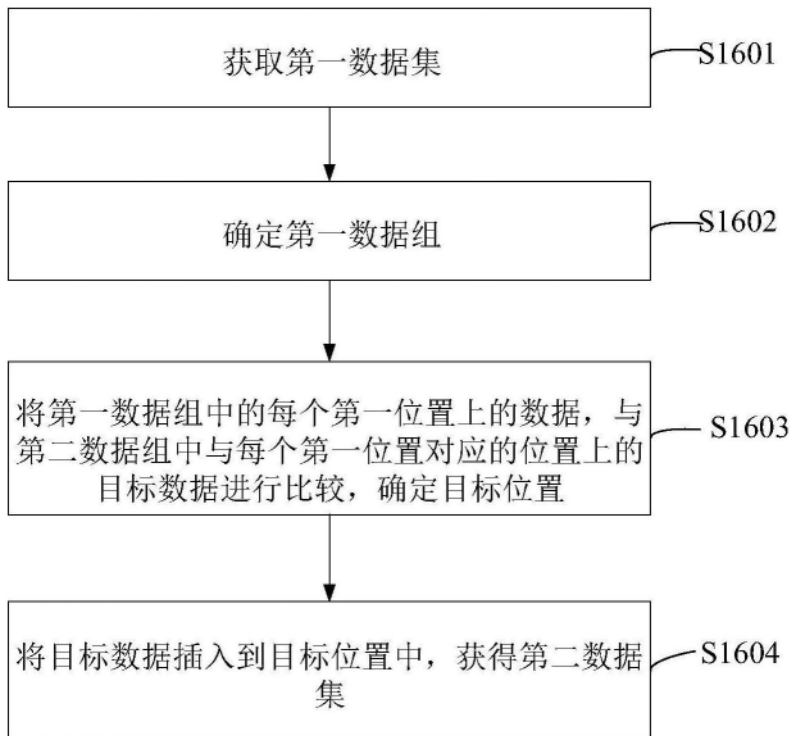 获取第一数据集
S1601
确定第一数据组
S1602
将第一数据组中的每个第一位置上的数据，与
第二数据组中与每个第一位置对应的位置上的
目标数据进行比较，确定目标位置
S1603
将目标数据插入到目标位置中，获得第二数据
集
S1604